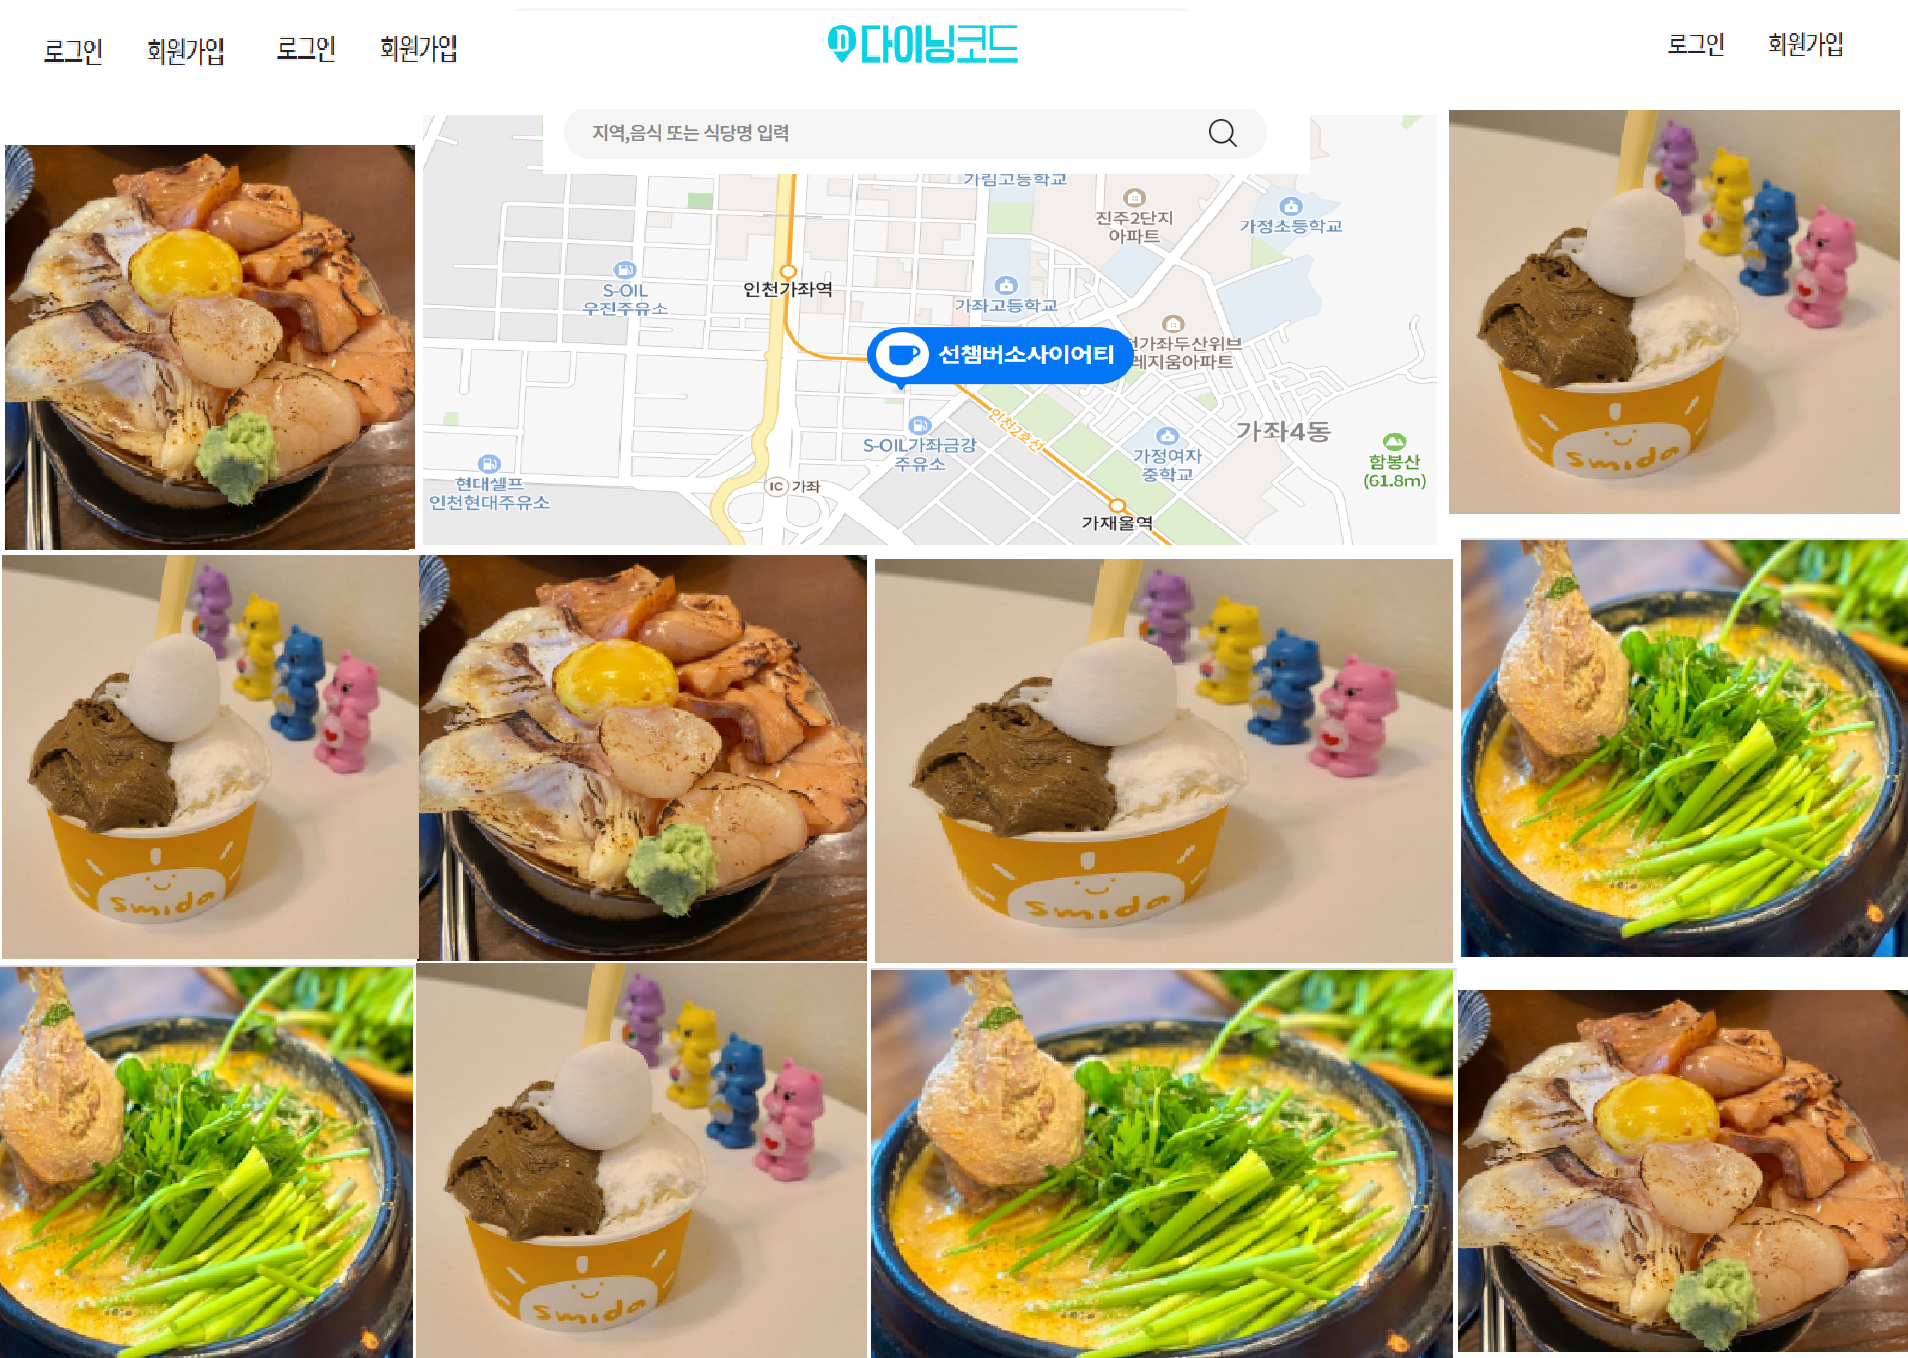 로그인 회원가입 로그인 회원가입
다이닝코드
로그인 회원가입
지역,음식 또는 식당명 입력
가림고등학교
진주2단지
아파트
가정초등학교
S-OIL
우진주유소
인천가좌역
가좌고등학교
선챔버소사이어티
가좌두산위브
레지움아파트
인천2호선
가좌4동
S-OIL가좌금강
주유소
가정여자
중학교
함봉산
(61.8m)
현대셀프
인천현대주유소
IC 가좌
가재울역
smida
smida
smida
smida